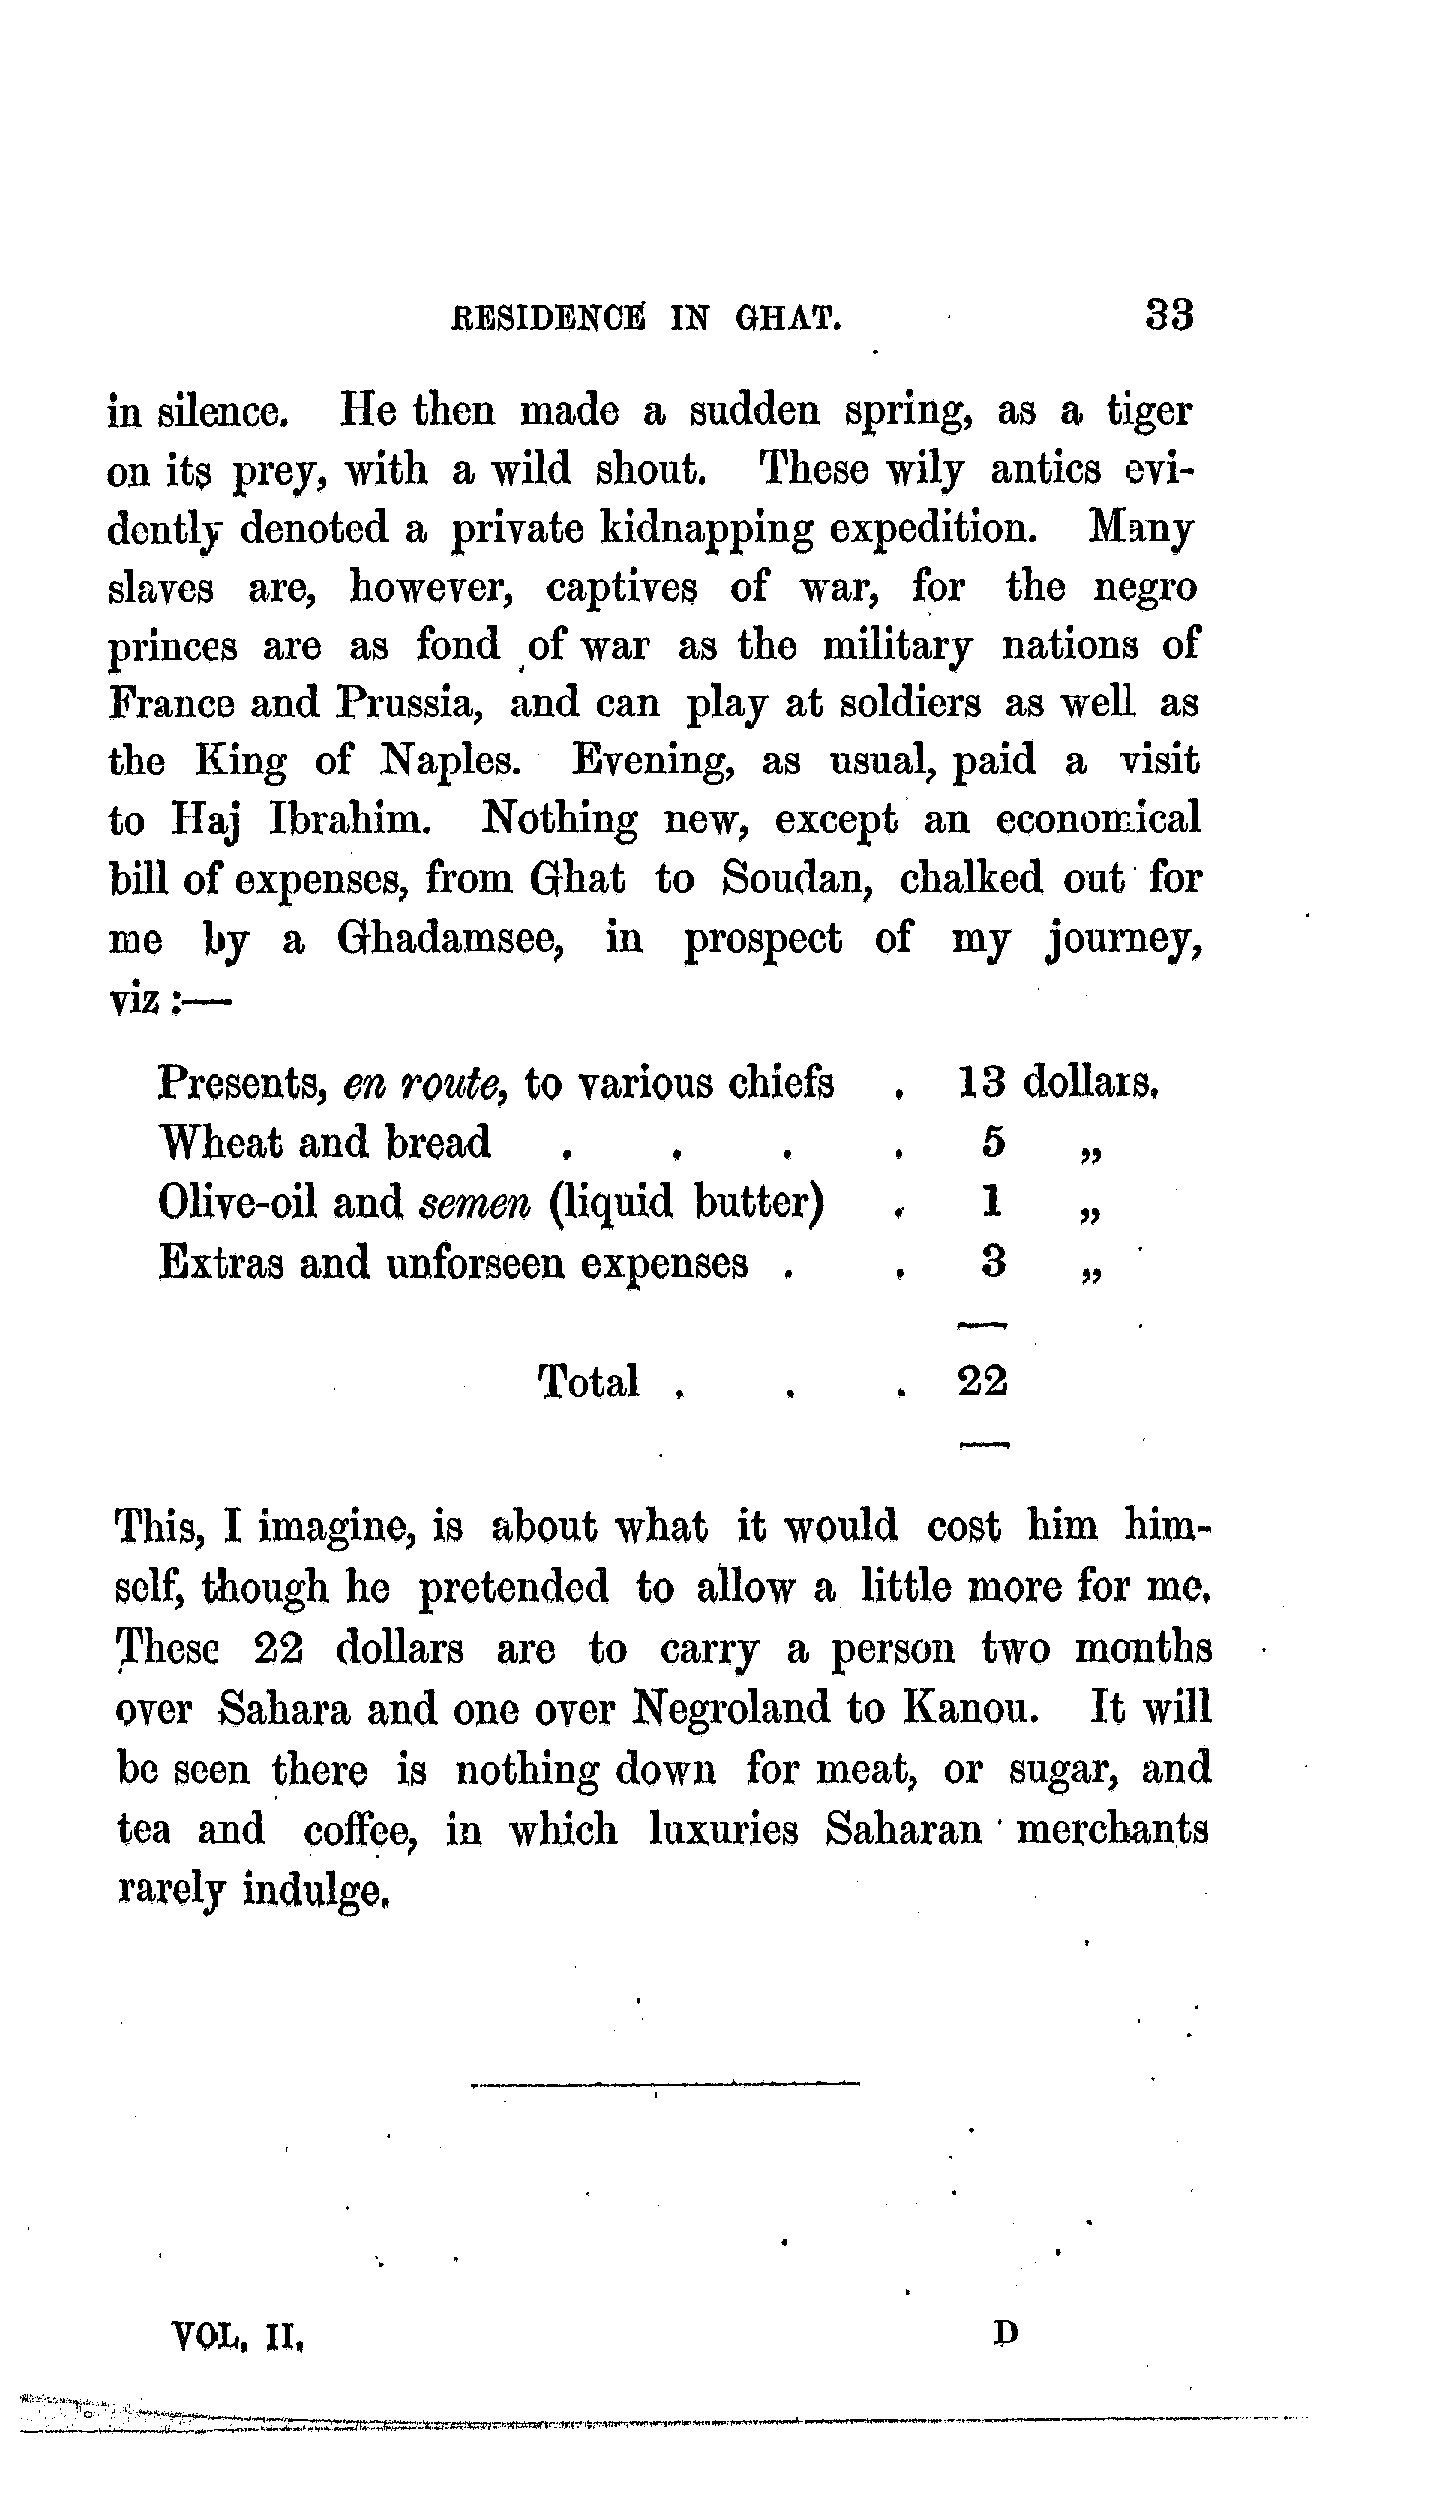 RESIDENCE IN GHAT. 33
in silence. He then made a sudden spring, as a tiger
on its prey, with a wild shout. These wily antics evi-
dently denoted a private kidnapping expedition. Many
slaves are, however, captives of war, for the negro
princes are as fond of war as the military nations of
France and Prussia, and can play at soldiers as well as
the King of Naples. Evening, as usual, paid a visit
to Haj Ibrahim. Nothing new, except an economical
bill of expenses, from Ghat to Soudan, chalked out for
me by a Ghadamsee, in prospect of my journey,
viz :—
Presents, en route, to various chiefs . 13 dollars.
Wheat and bread . . . . 5 „
Olive-oil and semen (liquid butter) . 1 „
Extras and unforseen expenses . . 3 „
Total . . . 22
This, I imagine, is about what it would cost him him-
self, though he pretended to allow a little more for me.
These 22 dollars are to carry a person two months
over Sahara and one over Negroland to Kanou. It will
be seen there is nothing down for meat, or sugar, and
tea and coffee, in which luxuries Saharan merchants
rarely indulge.
VOL. II. D